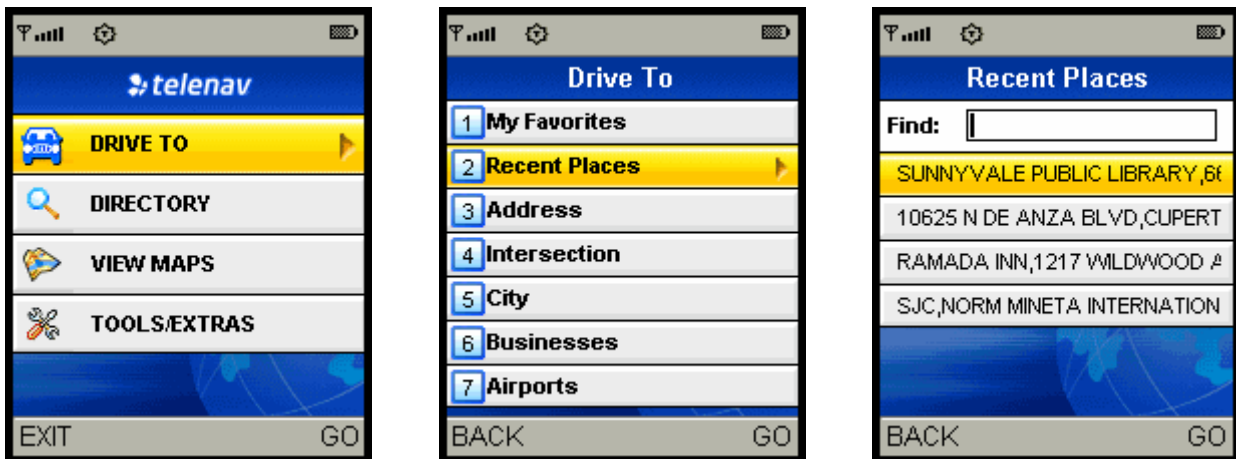 telenav
DRIVE TO
DIRECTORY
VIEW MAPS
TOOLS/EXTRAS
EXIT GO
Drive To
1 My Favorites
2 Recent Places
3 Address
4 Intersection
5 City
6 Businesses
7 Airports
BACK GO
Recent Places
Find:
SUNNYVALE PUBLIC LIBRARY,66
10625 N DE ANZA BLVD,CUPERT
RAMADA INN,1217 WILDWOOD A
SJC,NORM MINETA INTERNATION
BACK GO